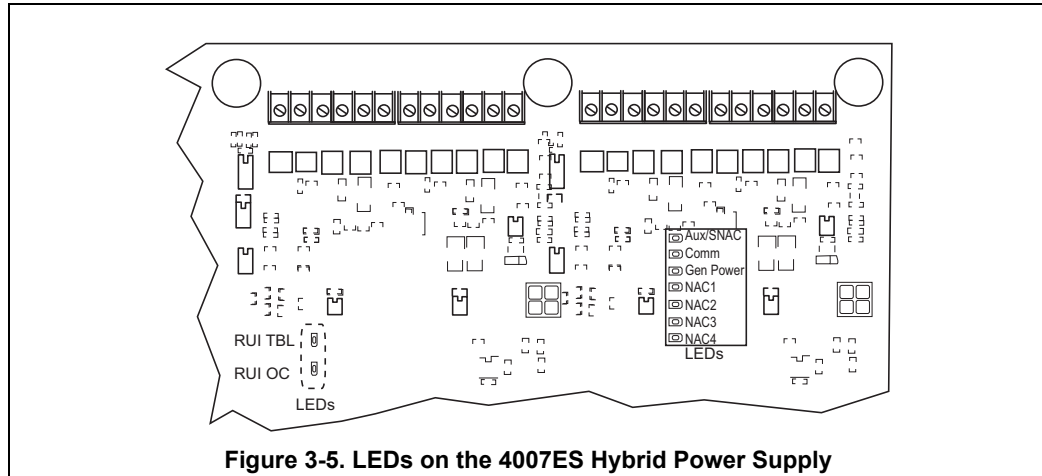 Aux/SNAC
Comm
Gen Power
NAC1
NAC2
NAC3
NAC4
LEDs
RUI TBL
RUI OC
LEDs
Figure 3-5. LEDs on the 4007ES Hybrid Power Supply